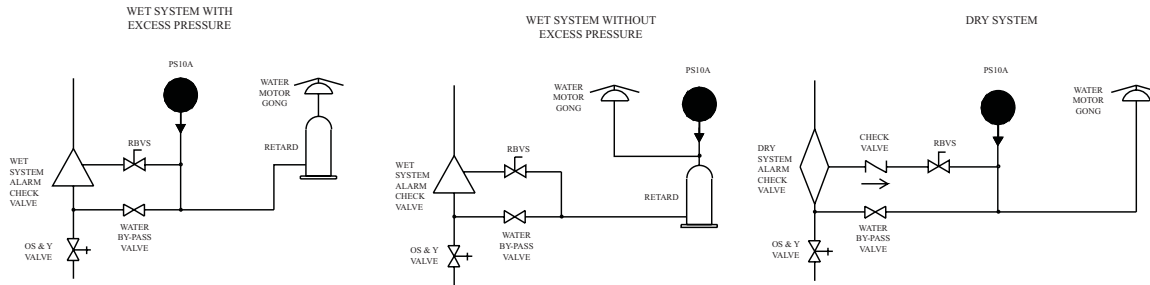 WET SYSTEM WITH
EXCESS PRESSURE
PS10A
WATER
MOTOR
GONG
RBVS
RETARD
WET
SYSTEM
ALARM
CHECK
VALVE
WATER
BY-PASS
VALVE
OS & Y
VALVE
WET SYSTEM WITHOUT
EXCESS PRESSURE
PS10A
WATER
MOTOR
GONG
RBVS
WET
SYSTEM
ALARM
CHECK
VALVE
RETARD
WATER
BY-PASS
VALVE
OS & Y
VALVE
DRY SYSTEM
PS10A
WATER
MOTOR
GONG
CHECK
VALVE
RBVS
DRY
SYSTEM
ALARM
CHECK
VALVE
WATER
BY-PASS
VALVE
OS & Y
VALVE